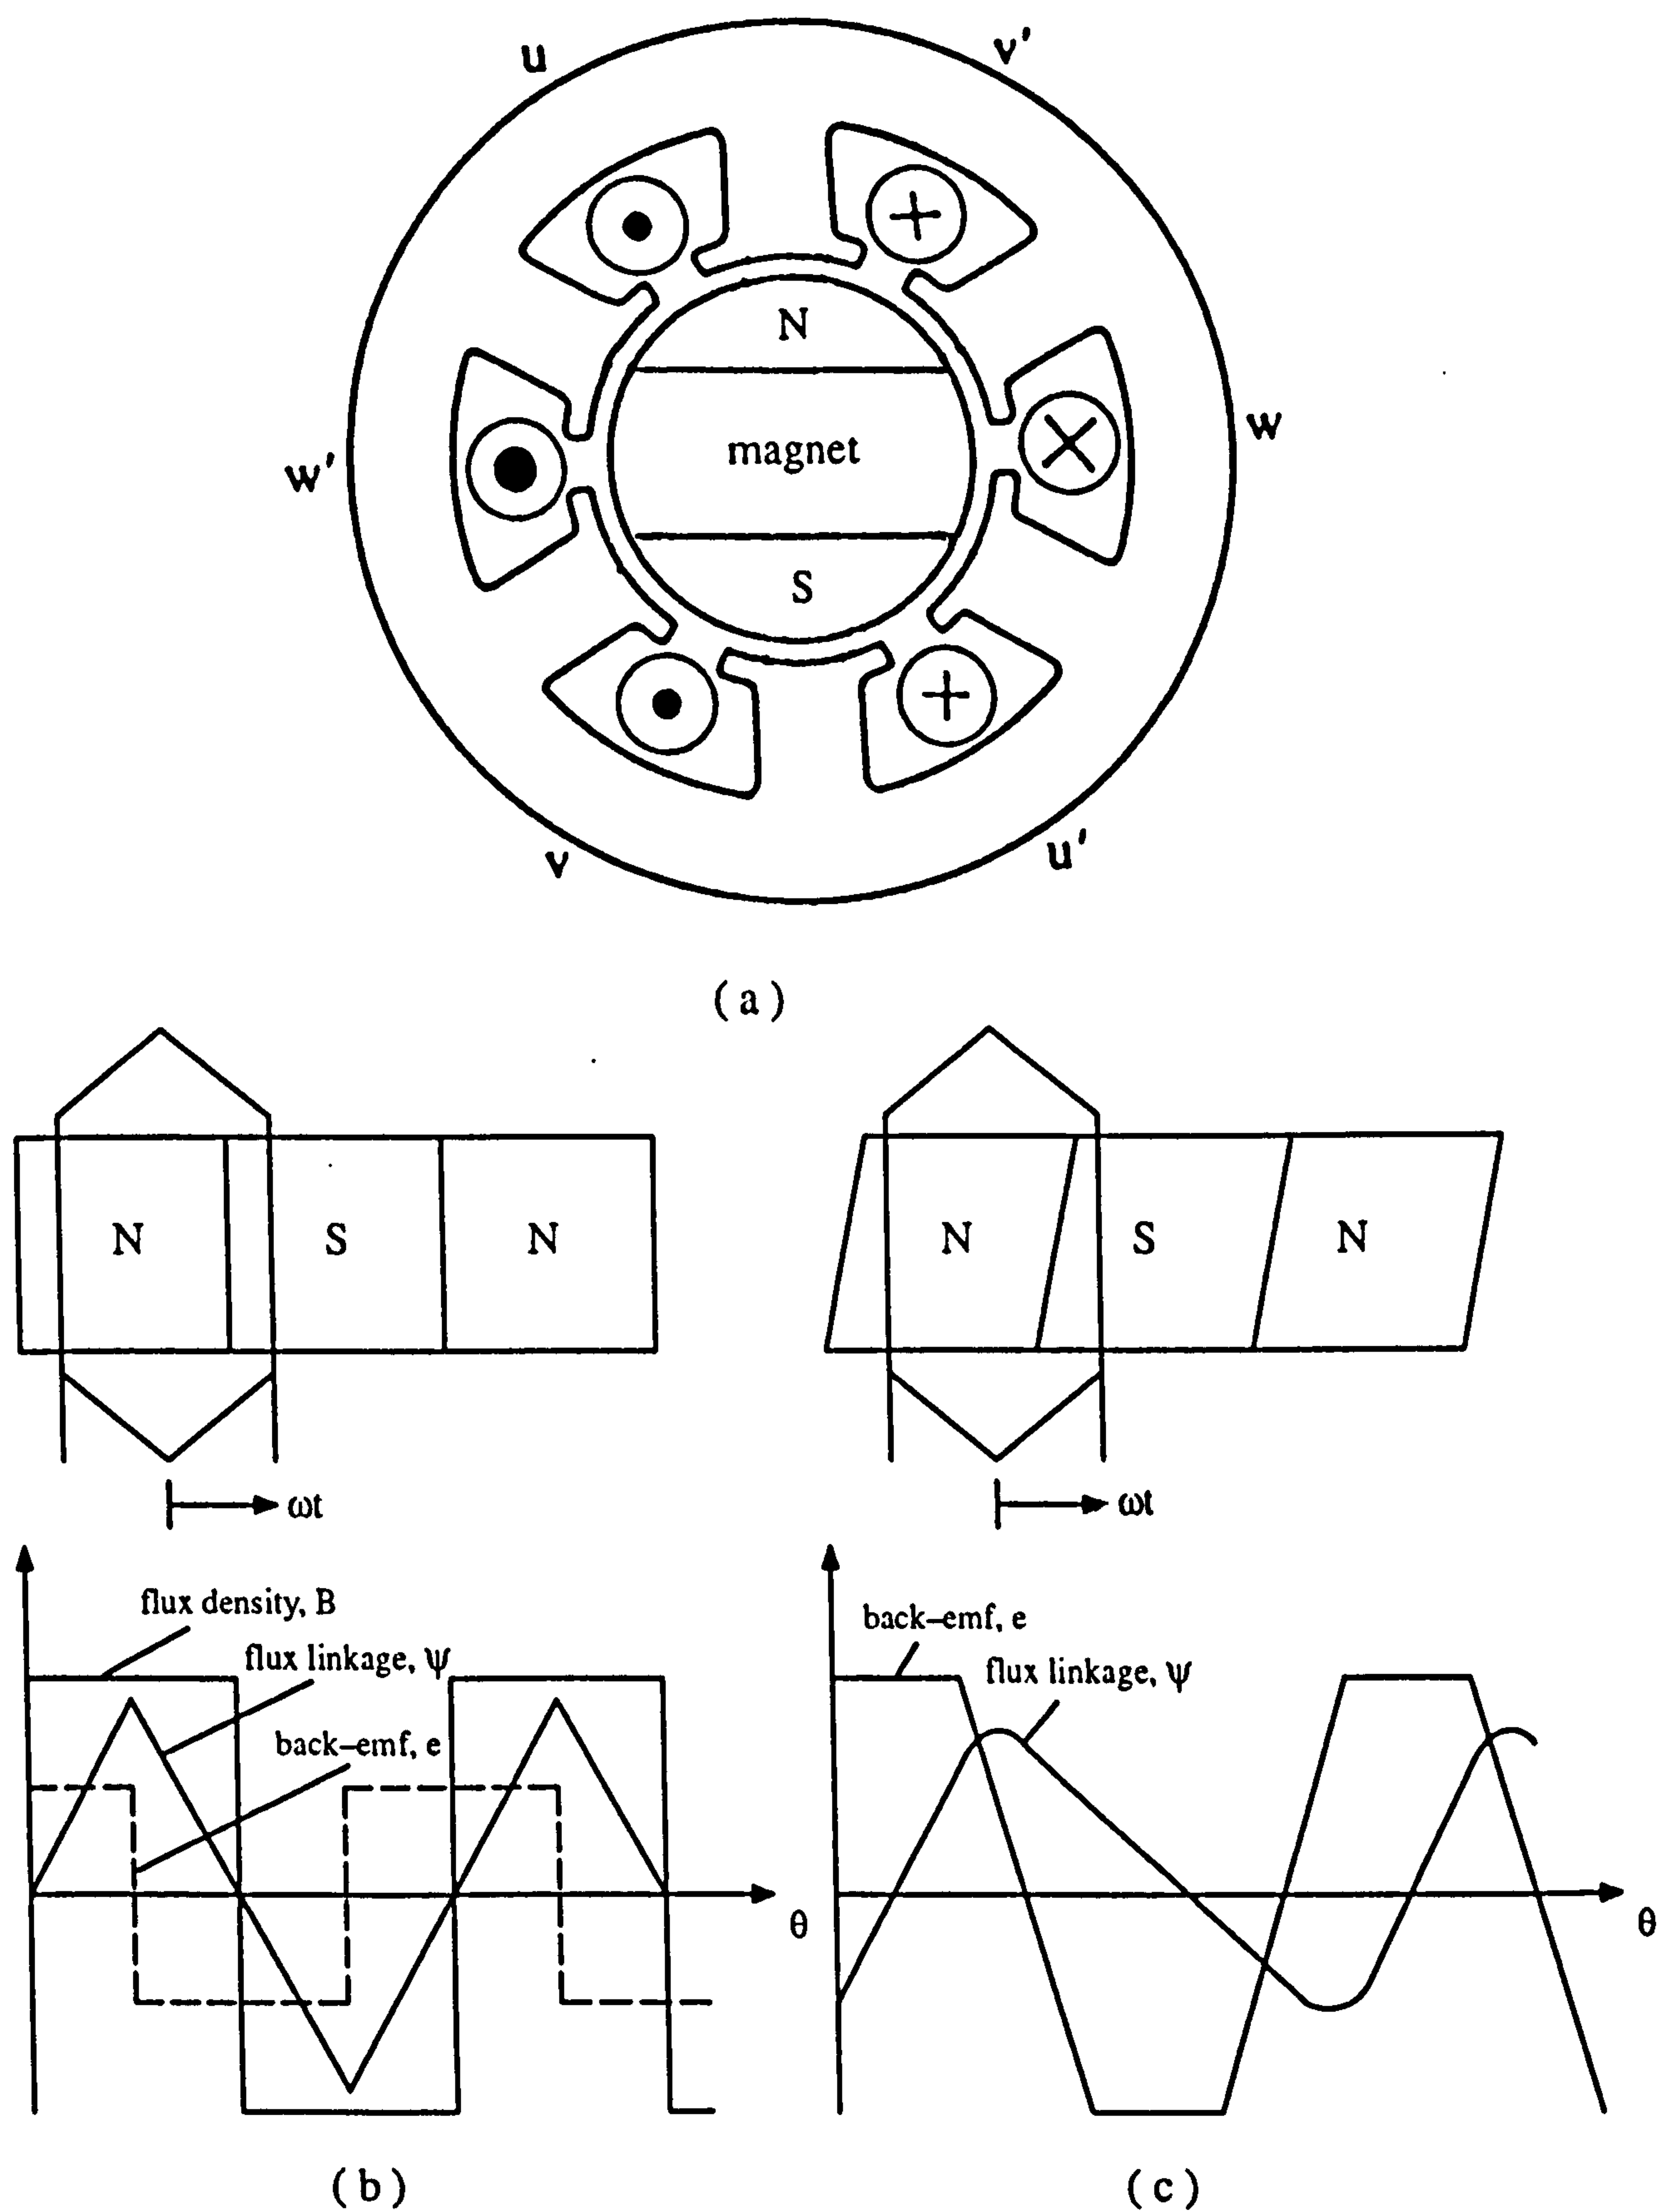 u
v'
N
magnet
w
w'
S
v
u'
(a)
N
S
N
N
S
N
ωt
ωt
flux density, B
flux linkage, ψ
back-emf, e
θ
back-emf, e
flux linkage, ψ
θ
(b)
(c)